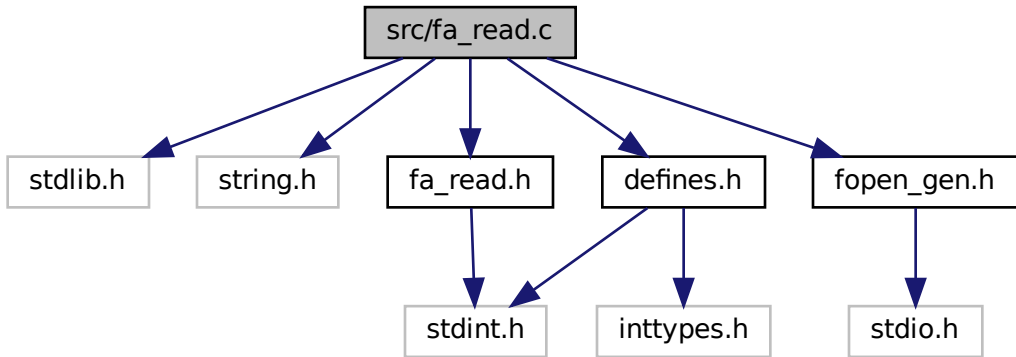 src/fa_read.c
stdlib.h
string.h
fa_read.h
defines.h
fopen_gen.h
stdint.h
inttypes.h
stdio.h